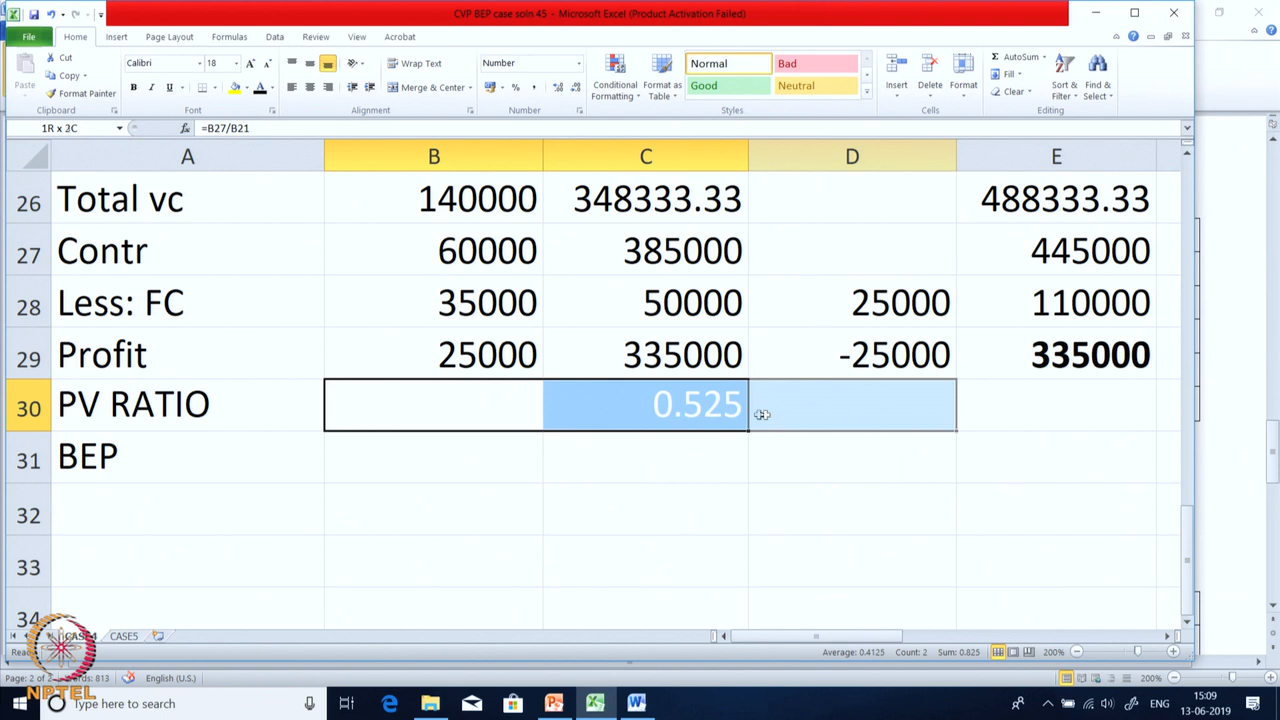 CVP BEP case soln 45 - Microsoft Excel (Product Activation Failed)
File Home Insert Page Layout Formulas Data Review View Acrobat
Paste
Cut
Copy
Format Painter
Clipboard
Calibri 18
B I U
Font
Wrap Text
Merge & Center
Alignment
Number
Number
Conditional Formatting
Format as Table
Normal Bad
Good Neutral
Styles
Insert Delete Format
Cells
AutoSum
Fill
Clear
Sort & Filter
Find & Select
Editing
1R x 3C fx =B27/B21
A B C D E
26 Total vc 140000 348333.33 488333.33
27 Contr 60000 385000 445000
28 Less: FC 35000 50000 25000 110000
29 Profit 25000 335000 -25000 335000
30 PV RATIO 0.525
31 BEP
32
33
34
CASE5
Average: 0.4125 Count: 2 Sum: 0.825 200%
Page: 2 of 2 Words: 813 English (U.S.) 200%
NPTEL
Type here to search
ENG
15:09
13-06-2019